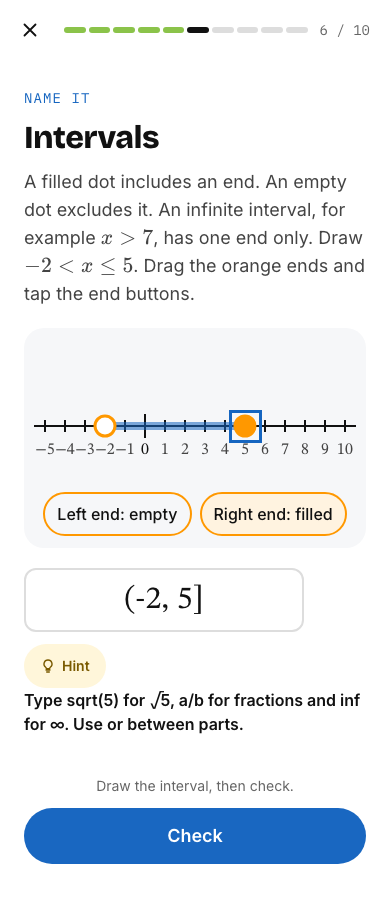 6 / 10
NAME IT
Intervals
A filled dot includes an end. An empty
dot excludes it. An infinite interval, for
example x > 7, has one end only. Draw
−2 < x ≤ 5. Drag the orange ends and
tap the end buttons.
−5 −4 −3 −2 −1 0 1 2 3 4 5 6 7 8 9 10
Left end: empty Right end: filled
(-2, 5]
Hint
Type sqrt(5) for √5, a/b for fractions and inf
for ∞. Use or between parts.
Draw the interval, then check.
Check